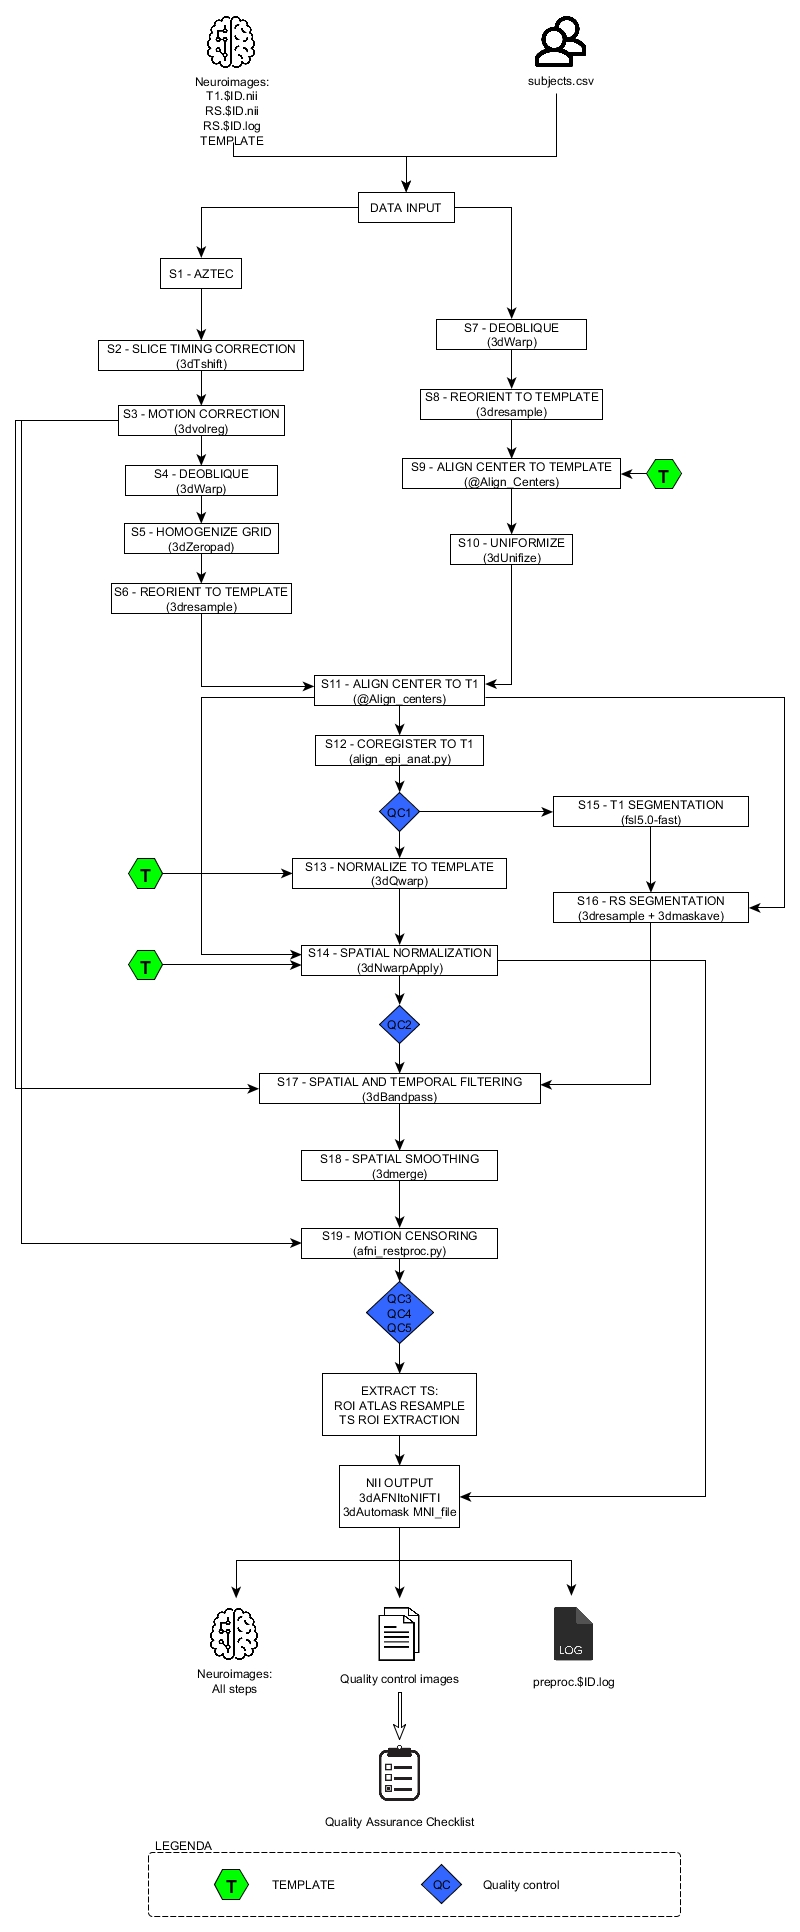 Neuroimages:
T1.$ID.nii
RS.$ID.nii
RS.$ID.log
TEMPLATE
subjects.csv
DATA INPUT
S1 - AZTEC
S2 - SLICE TIMING CORRECTION
(3dTshift)
S3 - MOTION CORRECTION
(3dvolreg)
S4 - DEOBLIQUE
(3dWarp)
S5 - HOMOGENIZE GRID
(3dZeropad)
S6 - REORIENT TO TEMPLATE
(3dresample)
S7 - DEOBLIQUE
(3dWarp)
S8 - REORIENT TO TEMPLATE
(3dresample)
S9 - ALIGN CENTER TO TEMPLATE
(@Align_Centers)
T
S10 - UNIFORMIZE
(3dUnifize)
S11 - ALIGN CENTER TO T1
(@Align_centers)
S12 - COREGISTER TO T1
(align_epi_anat.py)
QC1
S15 - T1 SEGMENTATION
(fsl5.0-fast)
T
S13 - NORMALIZE TO TEMPLATE
(3dQwarp)
S16 - RS SEGMENTATION
(3dresample + 3dmaskave)
T
S14 - SPATIAL NORMALIZATION
(3dNwarpApply)
QC2
S17 - SPATIAL AND TEMPORAL FILTERING
(3dBandpass)
S18 - SPATIAL SMOOTHING
(3dmerge)
S19 - MOTION CENSORING
(afni_restproc.py)
QC3
QC4
QC5
EXTRACT TS:
ROI ATLAS RESAMPLE
TS ROI EXTRACTION
NII OUTPUT
3dAFNItoNIFTI
3dAutomask MNI_file
Neuroimages:
All steps
Quality control images
LOG
preproc.$ID.log
Quality Assurance Checklist
LEGENDA
T
TEMPLATE
QC
Quality control